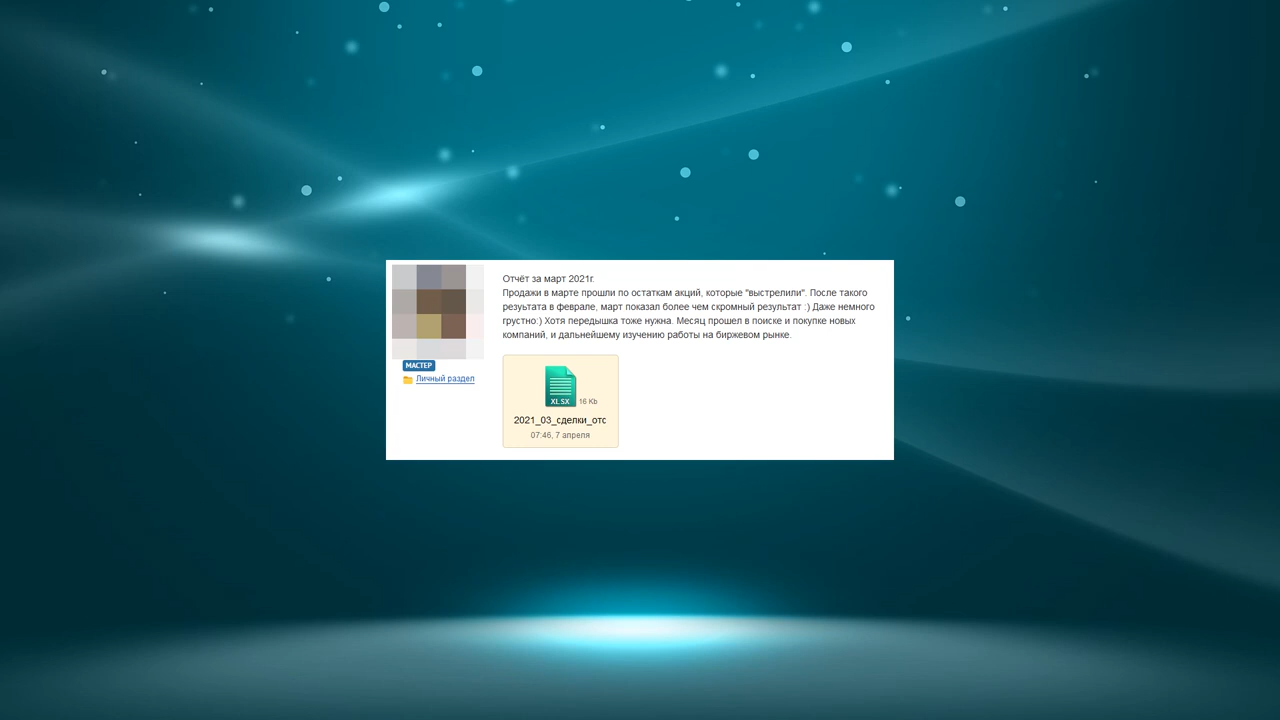 Отчёт за март 2021г.
Продажи в марте прошли по остаткам акций, которые "выстрелили". После такого
резуьтата в феврале, март показал более чем скромный результат :) Даже немного
грустно:) Хотя передышка тоже нужна. Месяц прошел в поиске и покупке новых
компаний, и дальнейшему изучению работы на биржевом рынке.
МАСТЕР
Личный раздел
XLSX 16 Kb
2021_03_сделки_отс
07:46, 7 апреля